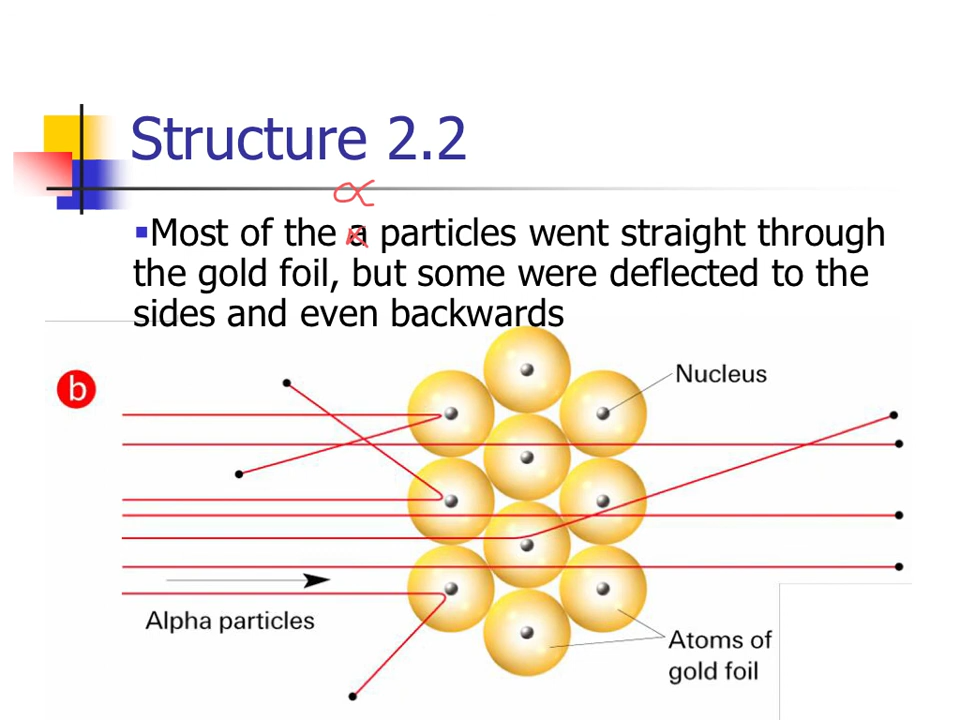 Structure 2.2
∝
▪Most of the a particles went straight through
the gold foil, but some were deflected to the
sides and even backwards
b
Nucleus
Alpha particles
Atoms of
gold foil